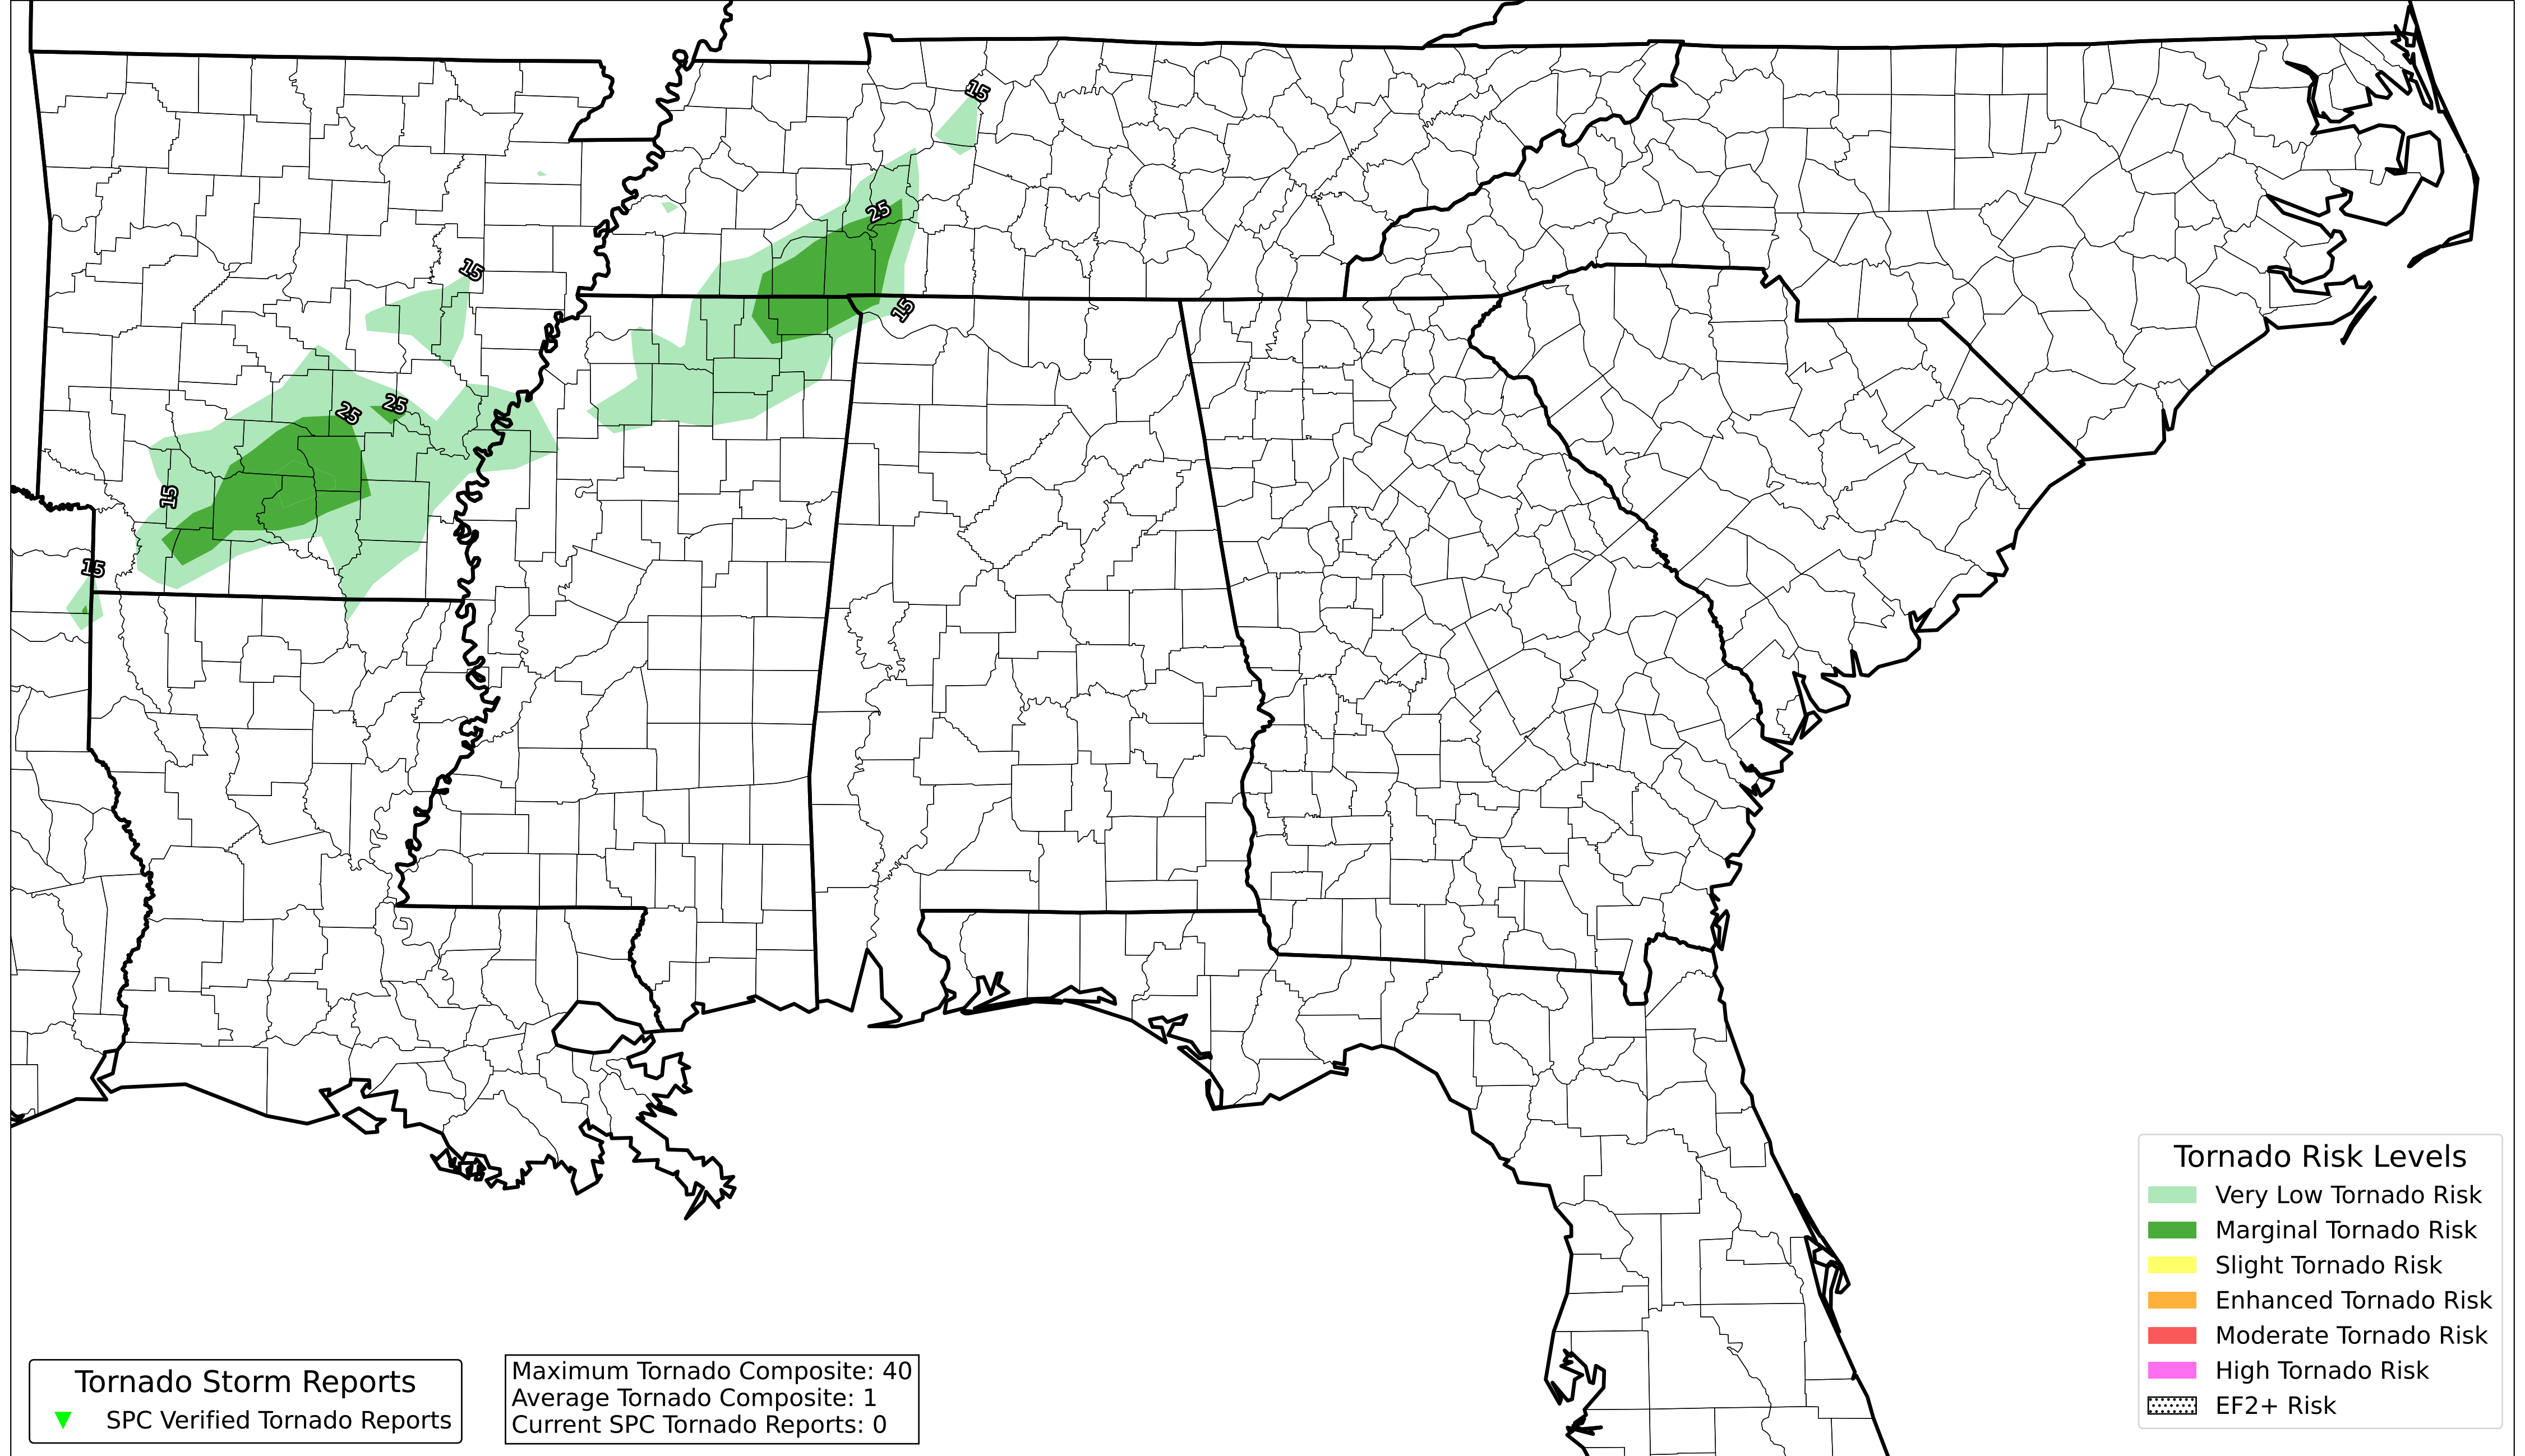 15
25
15
15
25
25
15
15
Tornado Risk Levels
Very Low Tornado Risk
Marginal Tornado Risk
Slight Tornado Risk
Enhanced Tornado Risk
Moderate Tornado Risk
High Tornado Risk
EF2+ Risk
Tornado Storm Reports
SPC Verified Tornado Reports
Maximum Tornado Composite: 40
Average Tornado Composite: 1
Current SPC Tornado Reports: 0